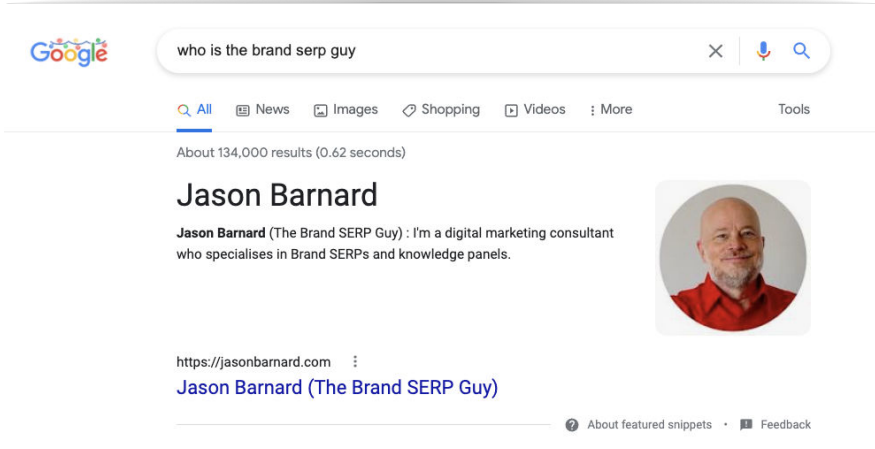 Google
who is the brand serp guy
All News Images Shopping Videos More Tools
About 134,000 results (0.62 seconds)
Jason Barnard
Jason Barnard (The Brand SERP Guy) : I'm a digital marketing consultant
who specialises in Brand SERPs and knowledge panels.
https://jasonbarnard.com
Jason Barnard (The Brand SERP Guy)
About featured snippets · Feedback